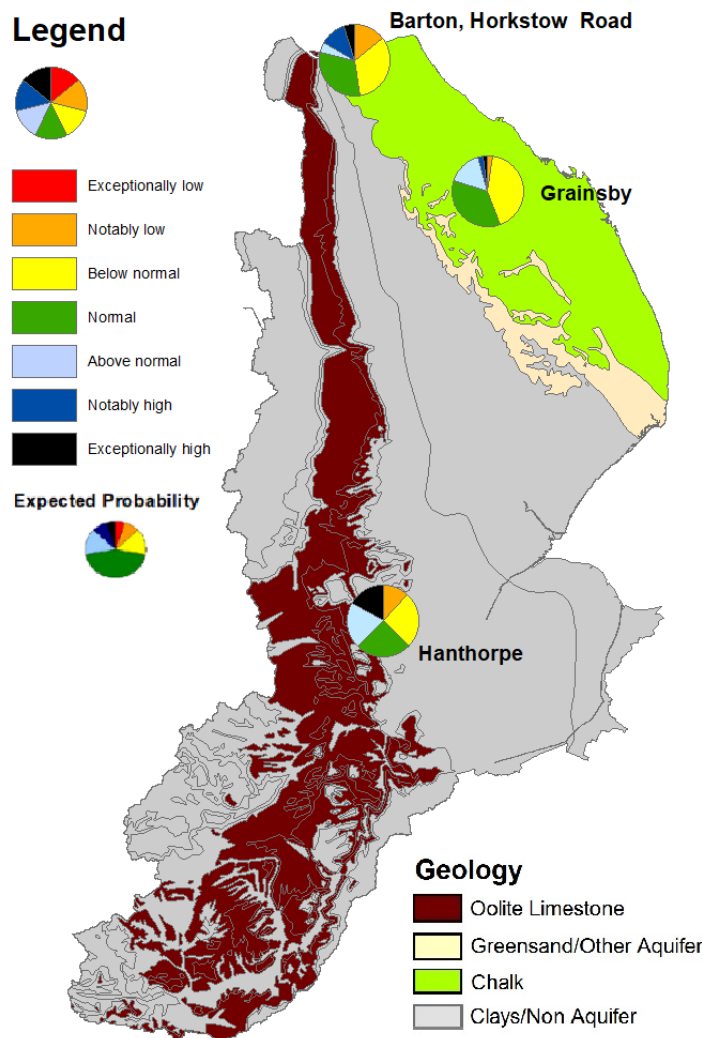 Legend
Barton, Horkstow Road
Grainsby
Exceptionally low
Notably low
Below normal
Normal
Above normal
Notably high
Exceptionally high
Expected Probability
Hanthorpe
Geology
Oolite Limestone
Greensand/Other Aquifer
Chalk
Clays/Non Aquifer